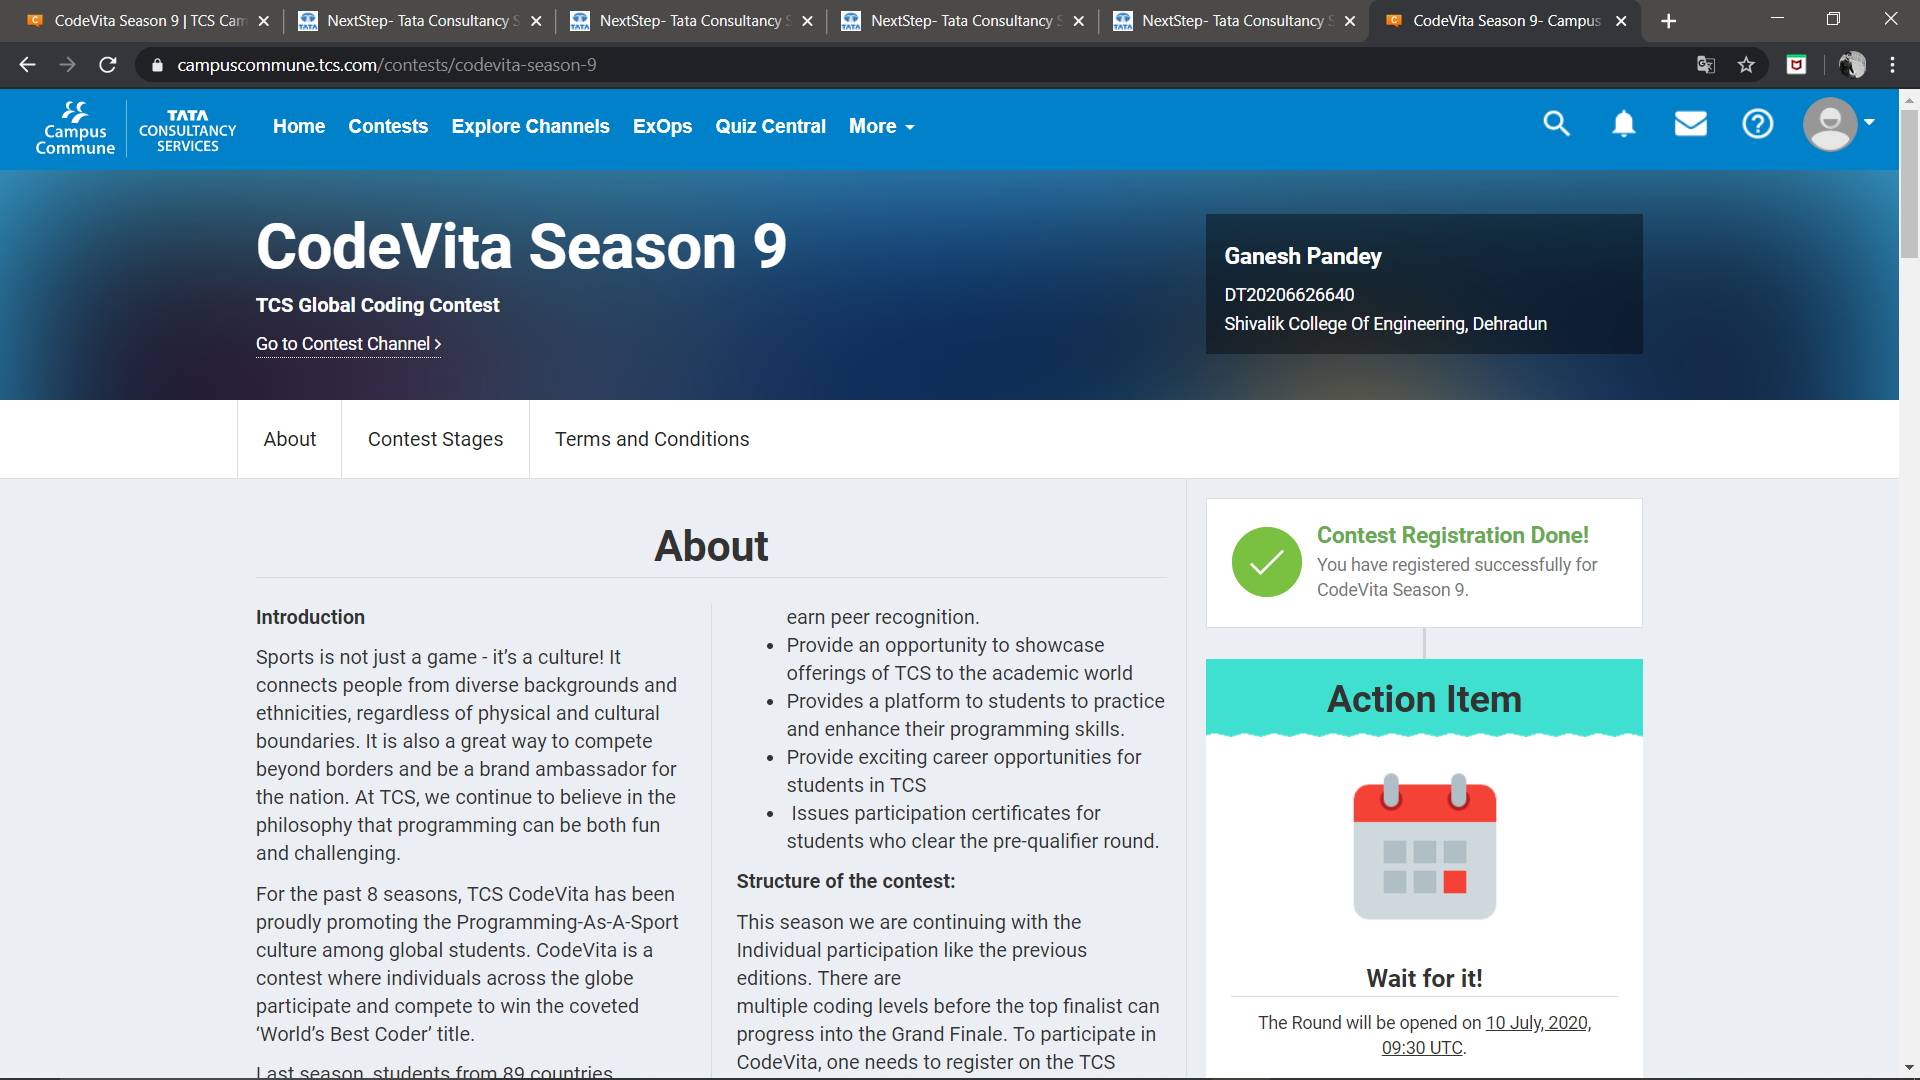 CodeVita Season 9 | TCS Cam
NextStep- Tata Consultancy S
NextStep- Tata Consultancy S
NextStep- Tata Consultancy S
NextStep- Tata Consultancy S
CodeVita Season 9- Campus
campuscommune.tcs.com/contests/codevita-season-9
Campus Commune
TATA CONSULTANCY SERVICES
Home Contests Explore Channels ExOps Quiz Central More
CodeVita Season 9
TCS Global Coding Contest
Go to Contest Channel >
Ganesh Pandey
DT20206626640
Shivalik College Of Engineering, Dehradun
About Contest Stages Terms and Conditions
About
Introduction
Sports is not just a game - it’s a culture! It
connects people from diverse backgrounds and
ethnicities, regardless of physical and cultural
boundaries. It is also a great way to compete
beyond borders and be a brand ambassador for
the nation. At TCS, we continue to believe in the
philosophy that programming can be both fun
and challenging.
For the past 8 seasons, TCS CodeVita has been
proudly promoting the Programming-As-A-Sport
culture among global students. CodeVita is a
contest where individuals across the globe
participate and compete to win the coveted
‘World’s Best Coder’ title.
Last season, students from 89 countries
earn peer recognition.
• Provide an opportunity to showcase
offerings of TCS to the academic world
• Provides a platform to students to practice
and enhance their programming skills.
• Provide exciting career opportunities for
students in TCS
• Issues participation certificates for
students who clear the pre-qualifier round.
Structure of the contest:
This season we are continuing with the
Individual participation like the previous
editions. There are
multiple coding levels before the top finalist can
progress into the Grand Finale. To participate in
CodeVita, one needs to register on the TCS
Contest Registration Done!
You have registered successfully for
CodeVita Season 9.
Action Item
Wait for it!
The Round will be opened on 10 July, 2020,
09:30 UTC.